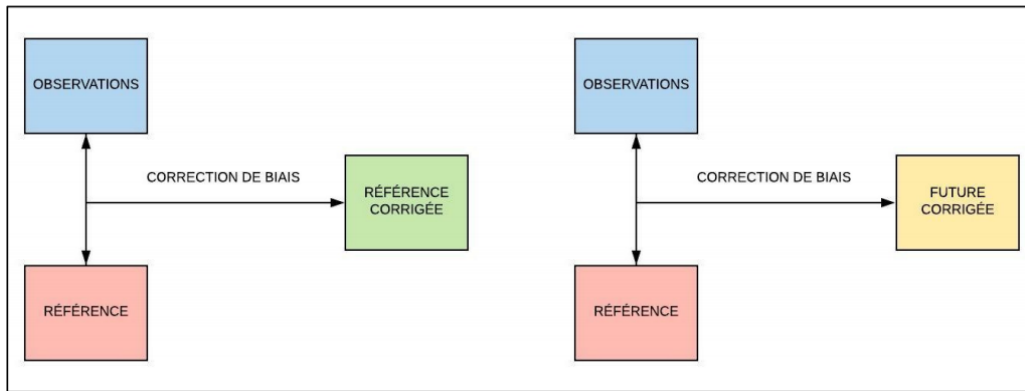 OBSERVATIONS
CORRECTION DE BIAIS
RÉFÉRENCE
CORRIGÉE
RÉFÉRENCE
OBSERVATIONS
CORRECTION DE BIAIS
FUTURE
CORRIGÉE
RÉFÉRENCE